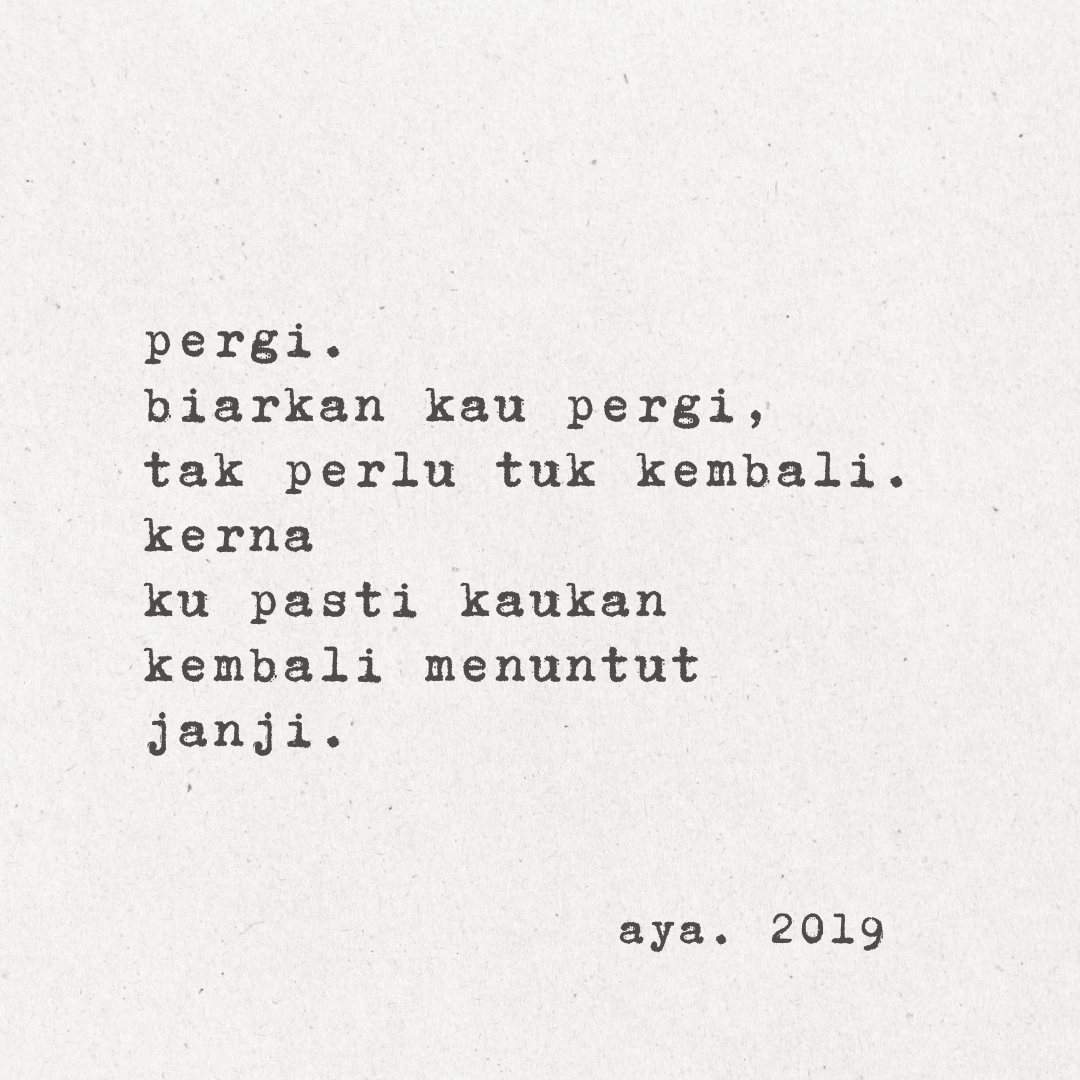 pergi.
biarkan kau pergi,
tak perlu tuk kembali.
kerna
ku pasti kaukan
kembali menuntut
janji.
aya. 2019